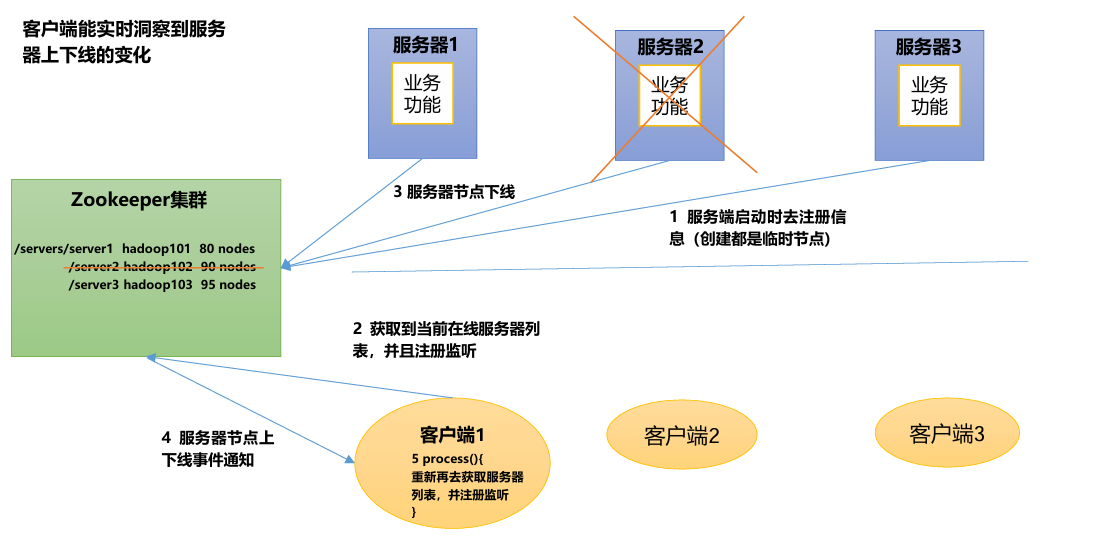 客户端能实时洞察到服务
器上下线的变化
服务器1
业务
功能
服务器2
业务
功能
服务器3
业务
功能
Zookeeper集群
/servers/server1 hadoop101 80 nodes
/server2 hadoop102 90 nodes
/server3 hadoop103 95 nodes
3 服务器节点下线
1 服务端启动时去注册信
息（创建都是临时节点）
2 获取到当前在线服务器列
表，并且注册监听
4 服务器节点上
下线事件通知
客户端1
5 process(){
重新再去获取服务器
列表，并注册监听
}
客户端2
客户端3